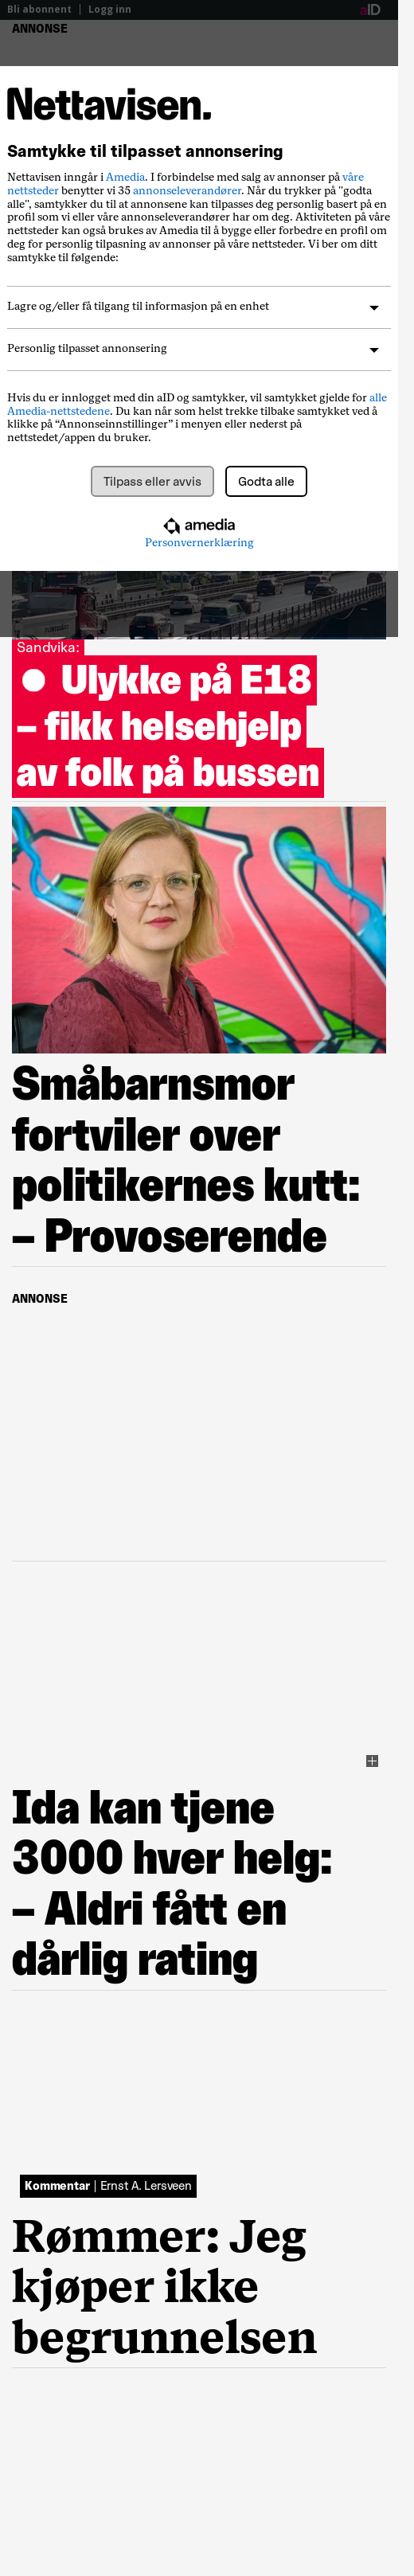 Bli abonnent | Logg inn
aID
ANNONSE
Nettavisen.
Samtykke til tilpasset annonsering
Nettavisen inngår i Amedia. I forbindelse med salg av annonser på våre
nettsteder benytter vi 35 annonseleverandører. Når du trykker på "godta
alle", samtykker du til at annonsene kan tilpasses deg personlig basert på en
profil som vi eller våre annonseleverandører har om deg. Aktiviteten på våre
nettsteder kan også brukes av Amedia til å bygge eller forbedre en profil om
deg for personlig tilpasning av annonser på våre nettsteder. Vi ber om ditt
samtykke til følgende:
Lagre og/eller få tilgang til informasjon på en enhet
Personlig tilpasset annonsering
Hvis du er innlogget med din aID og samtykker, vil samtykket gjelde for alle
Amedia-nettstedene. Du kan når som helst trekke tilbake samtykket ved å
klikke på “Annonseinnstillinger” i menyen eller nederst på
nettstedet/appen du bruker.
Tilpass eller avvis
Godta alle
amedia
Personvernerklæring
Sandvika:
Ulykke på E18
– fikk helsehjelp
av folk på bussen
Småbarnsmor
fortviler over
politikernes kutt:
– Provoserende
ANNONSE
Ida kan tjene
3000 hver helg:
– Aldri fått en
dårlig rating
Kommentar | Ernst A. Lersveen
Rømmer: Jeg
kjøper ikke
begrunnelsen